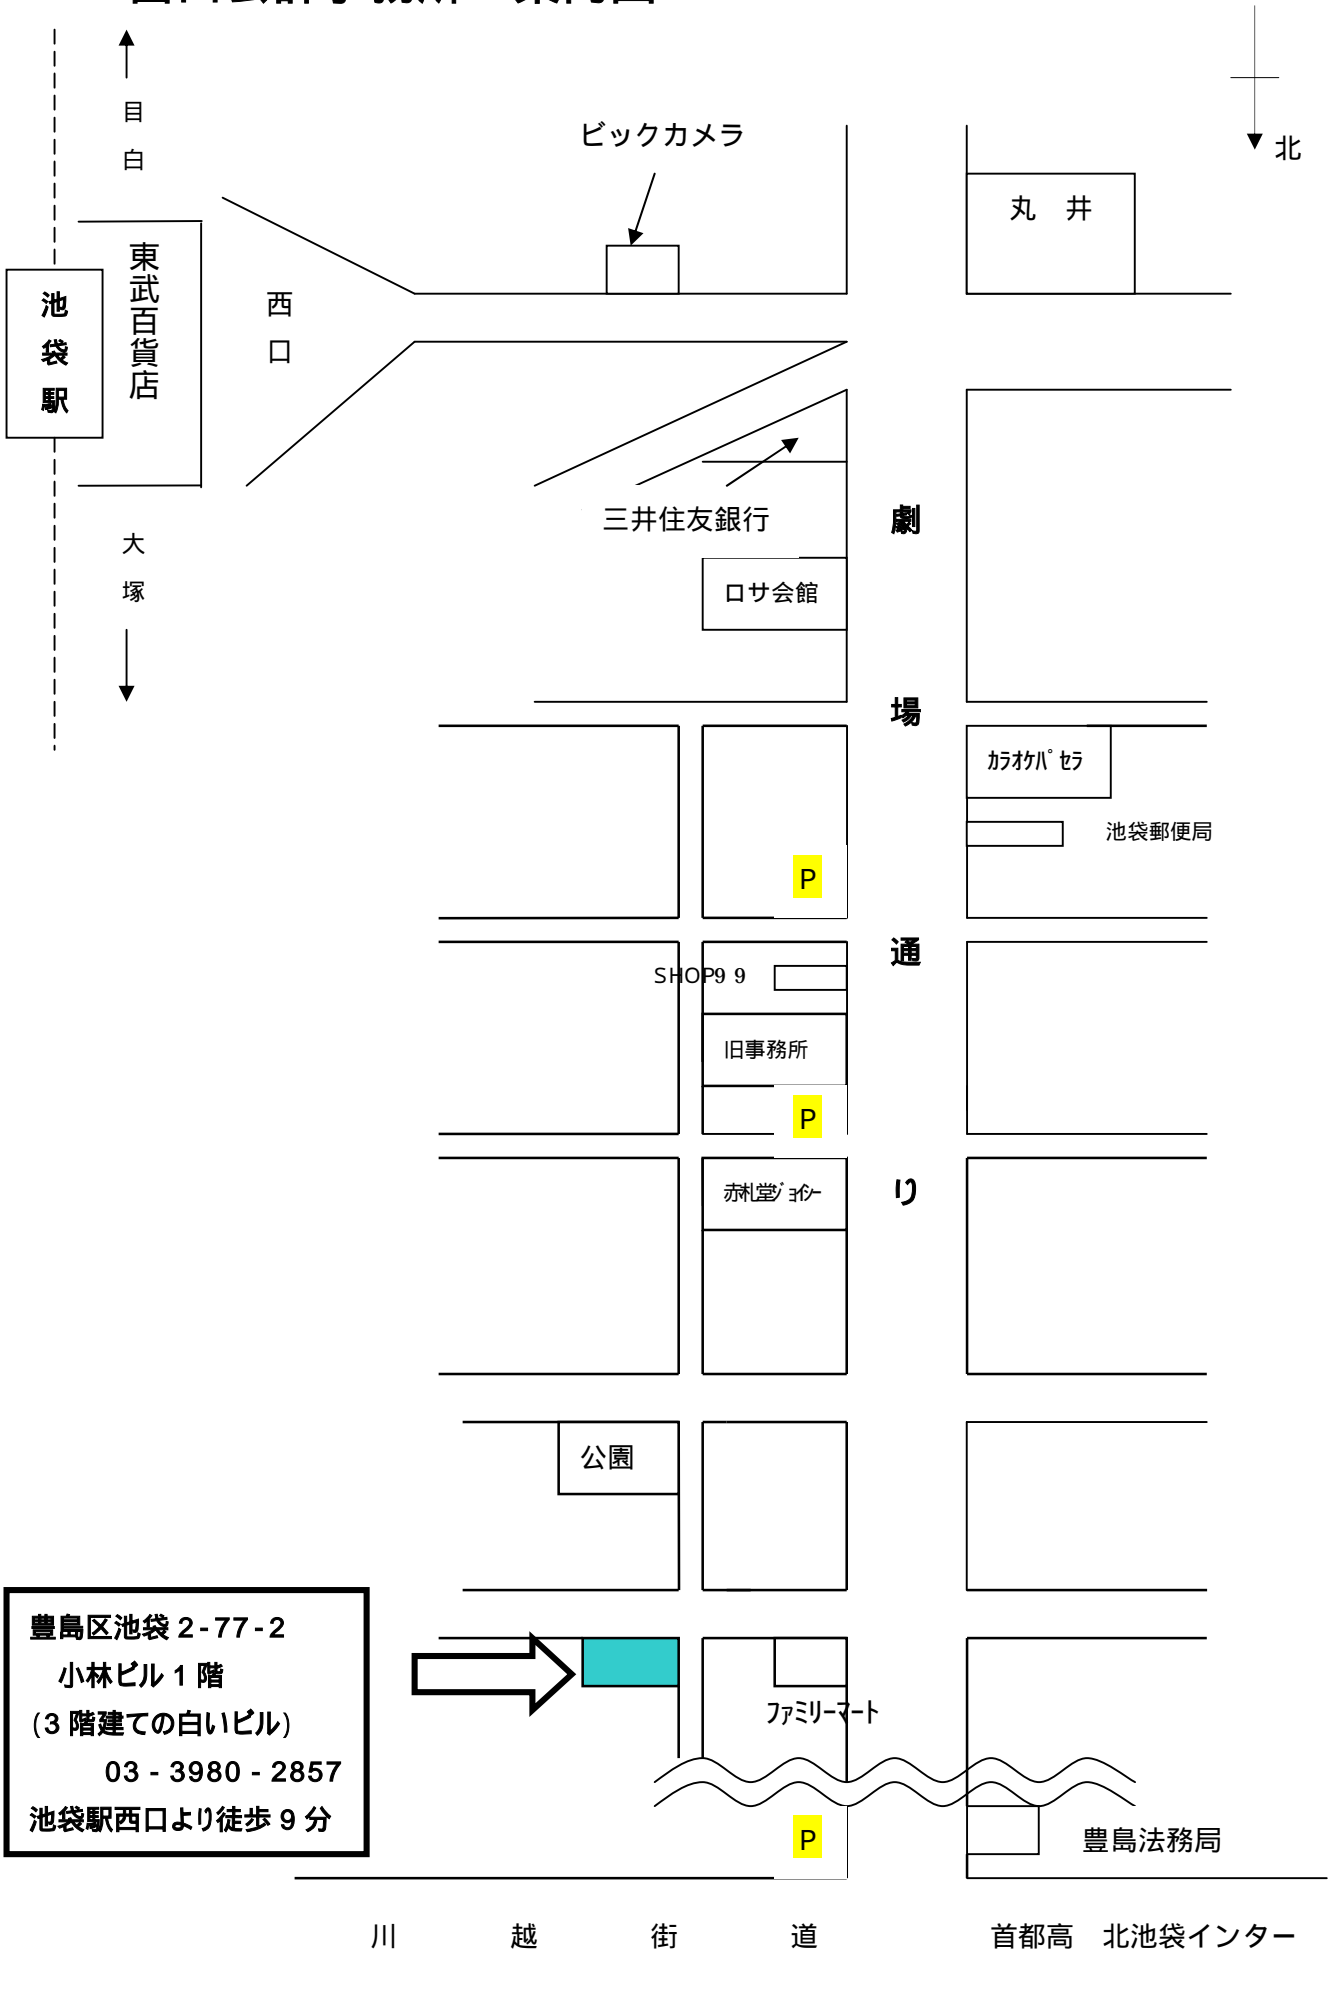 目白
北
ビックカメラ
丸　井
東武百貨店
池袋駅
西口
三井住友銀行
劇場通り
大塚
ロサ会館
ｶﾗｵｹﾊﾟｾﾗ
池袋郵便局
P
SHOP9 9
旧事務所
P
赤札堂ｼﾞｮｲｼｰ
公園
豊島区池袋 2-77-2
小林ビル 1 階
(3 階建ての白いビル)
03 - 3980 - 2857
池袋駅西口より徒歩 9 分
ファミリーマート
P
豊島法務局
川　越　街　道
首都高　北池袋インター